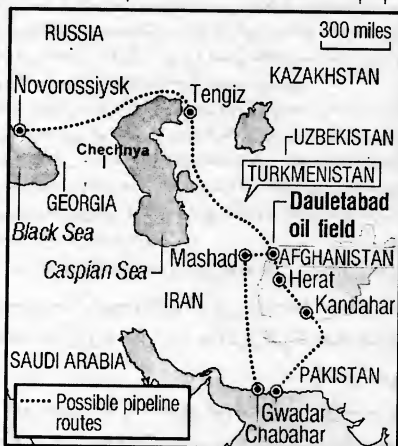 RUSSIA
300 miles
Novorossiysk
Tengiz
KAZAKHSTAN
Chechnya
UZBEKISTAN
TURKMENISTAN
GEORGIA
Black Sea
Dauletabad
oil field
Caspian Sea
Mashad
AFGHANISTAN
Herat
IRAN
Kandahar
SAUDI ARABIA
PAKISTAN
Possible pipeline
routes
Gwadar
Chabahar